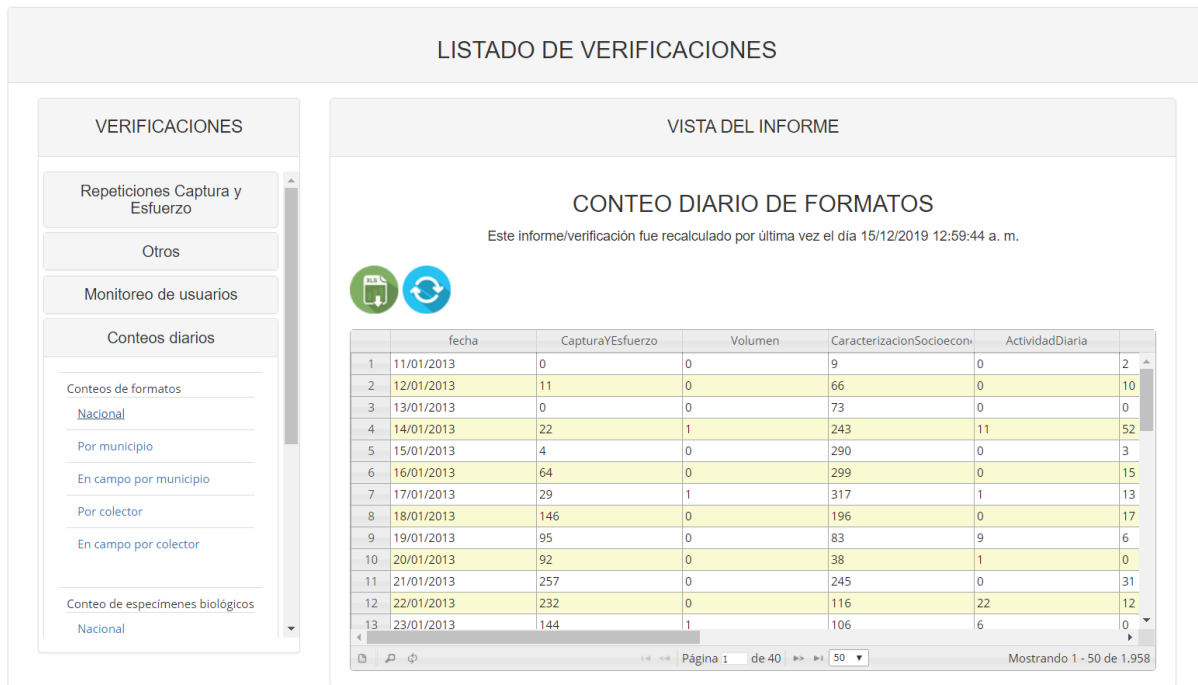 LISTADO DE VERIFICACIONES
VERIFICACIONES
Repeticiones Captura y
Esfuerzo
Otros
Monitoreo de usuarios
Conteos diarios
Conteos de formatos
Nacional
Por municipio
En campo por municipio
Por colector
En campo por colector
Conteo de especímenes biológicos
Nacional
VISTA DEL INFORME
CONTEO DIARIO DE FORMATOS
Este informe/verificación fue recalculado por última vez el día 15/12/2019 12:59:44 a. m.
XLS
fecha CapturaYEsfuerzo Volumen CaracterizacionSocioecon ActividadDiaria
1 11/01/2013 0 0 9 0 2
2 12/01/2013 11 0 66 0 10
3 13/01/2013 0 0 73 0 0
4 14/01/2013 22 1 243 11 52
5 15/01/2013 4 0 290 0 3
6 16/01/2013 64 0 299 0 15
7 17/01/2013 29 1 317 1 13
8 18/01/2013 146 0 196 0 17
9 19/01/2013 95 0 83 9 6
10 20/01/2013 92 0 38 1 0
11 21/01/2013 257 0 245 0 31
12 22/01/2013 232 0 116 22 12
13 23/01/2013 144 1 106 6 0
Página 1 de 40 50 Mostrando 1 - 50 de 1.958